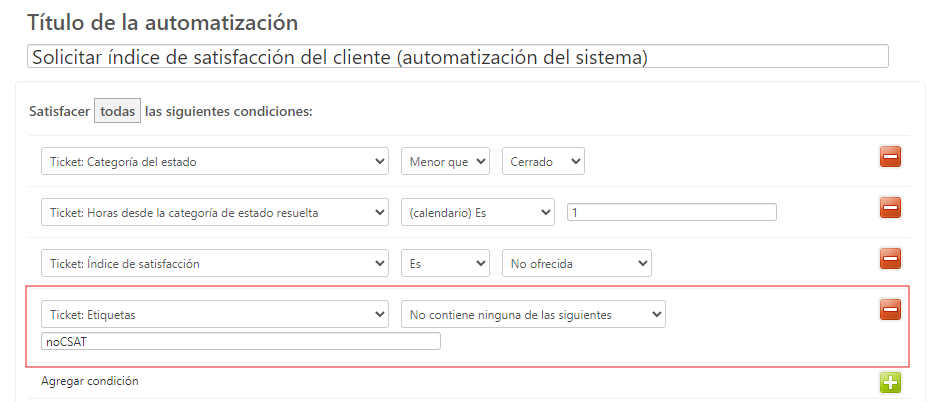 Título de la automatización
Solicitar índice de satisfacción del cliente (automatización del sistema)
Satisfacer todas las siguientes condiciones:
Ticket: Categoría del estado Menor que Cerrado
Ticket: Horas desde la categoría de estado resuelta (calendario) Es 1
Ticket: Índice de satisfacción Es No ofrecida
Ticket: Etiquetas No contiene ninguna de las siguientes
noCSAT
Agregar condición